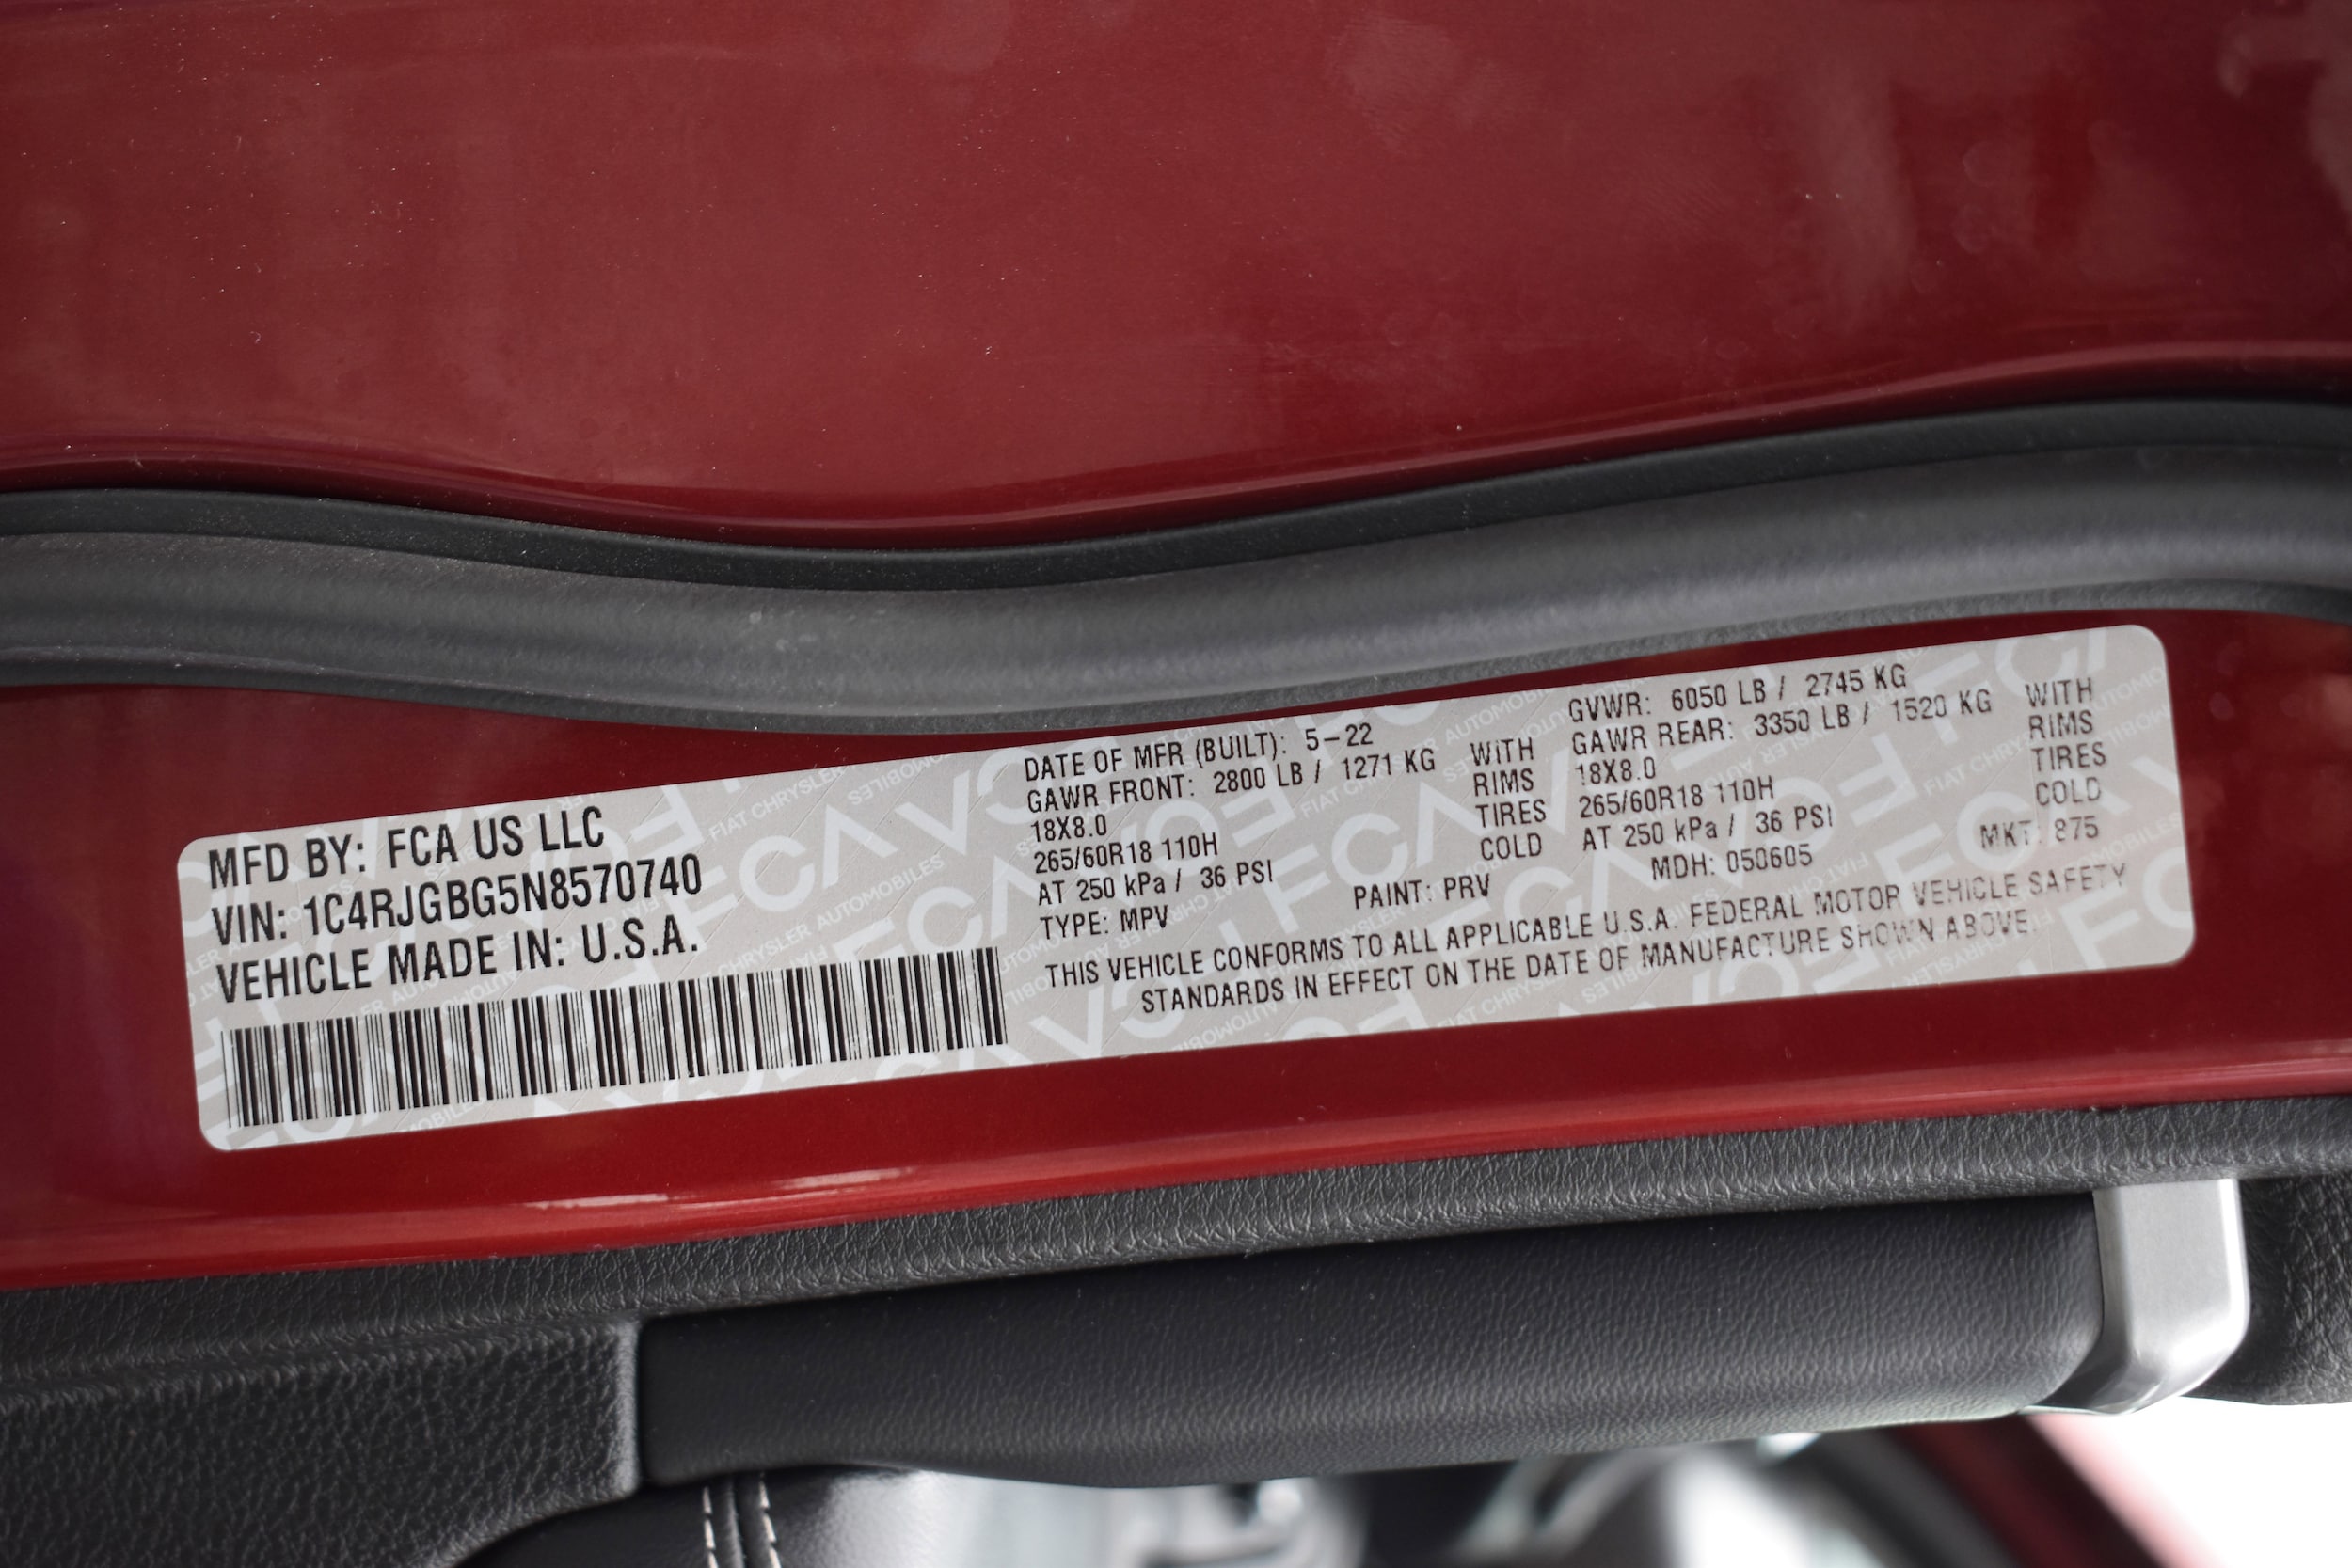 MFD BY: FCA US LLC
VIN: 1C4RJGBG5N8570740
VEHICLE MADE IN: U.S.A.
DATE OF MFR (BUILT): 5-22
GVWR: 6050 LB / 2745 KG
GAWR FRONT: 2800 LB / 1271 KG WITH
GAWR REAR: 3350 LB / 1520 KG WITH
18X8.0 RIMS
18X8.0 RIMS
265/60R18 110H TIRES
265/60R18 110H TIRES
AT 250 kPa / 36 PSI COLD
AT 250 kPa / 36 PSI COLD
TYPE: MPV PAINT: PRV MDH: 050605 MKT: 875
THIS VEHICLE CONFORMS TO ALL APPLICABLE U.S.A. FEDERAL MOTOR VEHICLE SAFETY
STANDARDS IN EFFECT ON THE DATE OF MANUFACTURE SHOWN ABOVE.